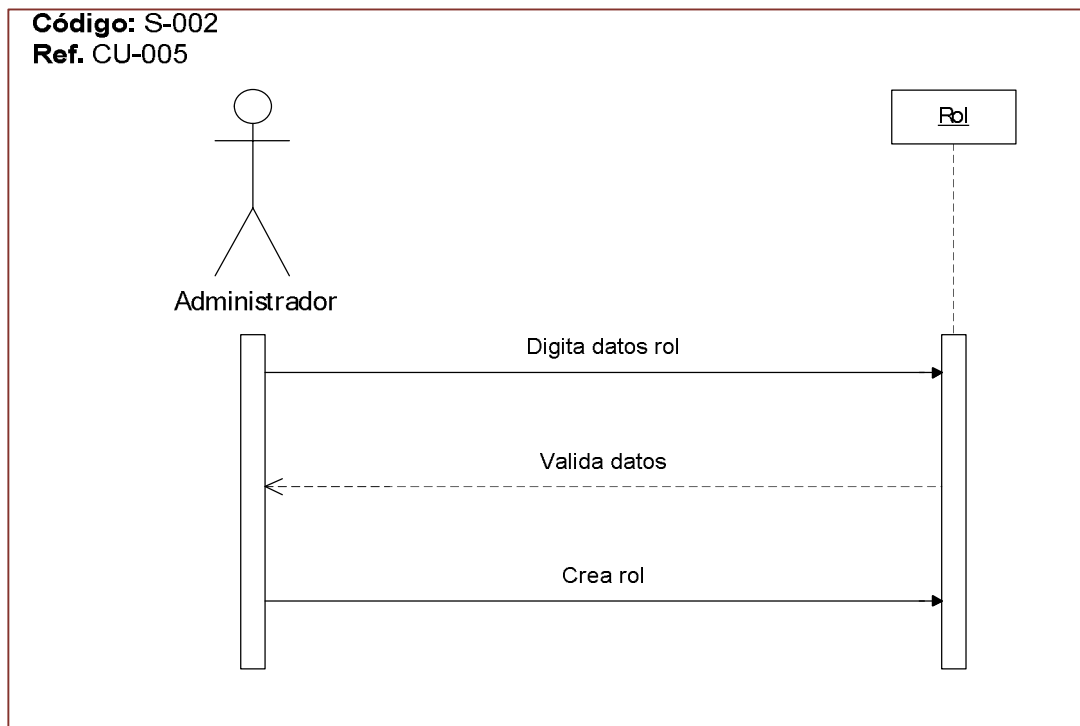 Código: S-002
Ref. CU-005
Rol
Administrador
Digita datos rol
Valida datos
Crea rol